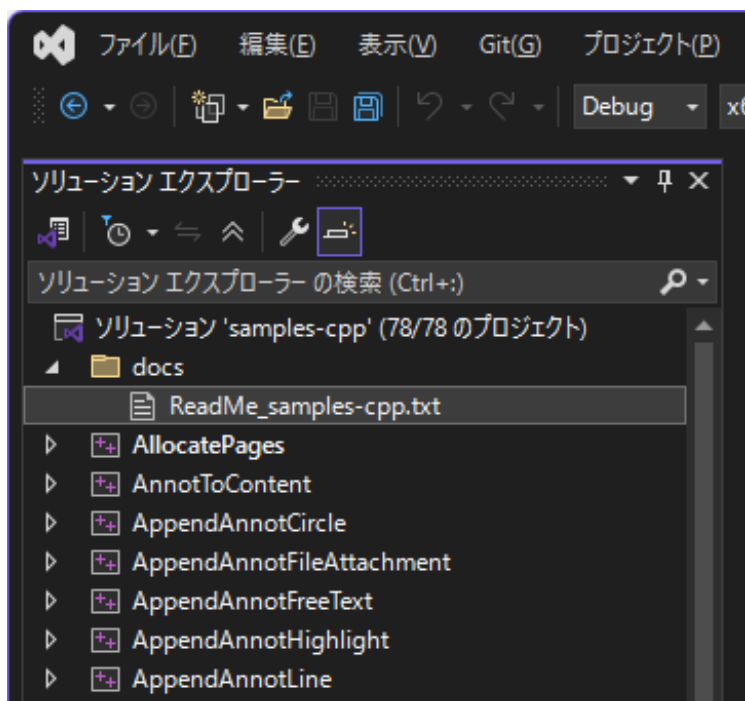 ファイル(F) 編集(E) 表示(V) Git(G) プロジェクト(P)
Debug x6
ソリューション エクスプローラー
ソリューション エクスプローラー の検索 (Ctrl+:)
ソリューション 'samples-cpp' (78/78 のプロジェクト)
docs
ReadMe_samples-cpp.txt
AllocatePages
AnnotToContent
AppendAnnotCircle
AppendAnnotFileAttachment
AppendAnnotFreeText
AppendAnnotHighlight
AppendAnnotLine